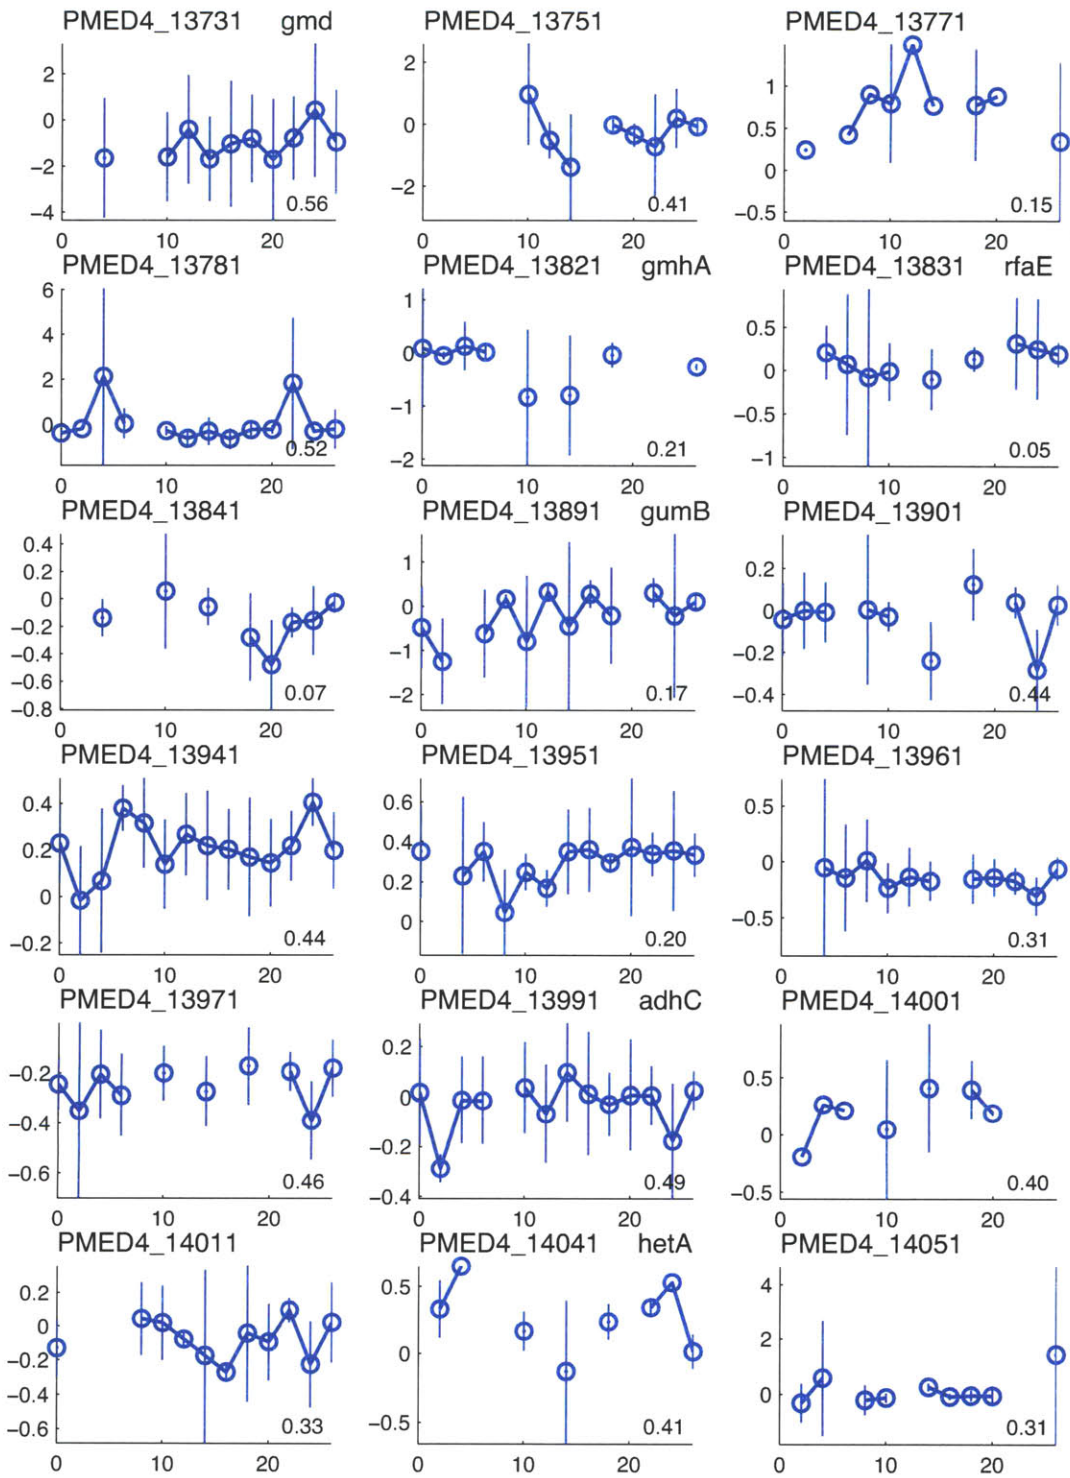 PMED4_13731 gmd PMED4_13751 PMED4_13771
2 0 −2 −4 0.56 0 10 20
2 0 −2 0.41 0 10 20
1 0.5 0 −0.5 0.15 0 10 20
PMED4_13781 PMED4_13821 gmhA PMED4_13831 rfaE
6 4 2 0 0.52 0 10 20
1 0 −1 −2 0.21 0 10 20
0.5 0 −0.5 −1 0.05 0 10 20
PMED4_13841 PMED4_13891 gumB PMED4_13901
0.4 0.2 0 −0.2 −0.4 −0.6 −0.8 0.07 0 10 20
1 0 −1 −2 0.17 0 10 20
0.2 0 −0.2 −0.4 0.44 0 10 20
PMED4_13941 PMED4_13951 PMED4_13961
0.4 0.2 0 −0.2 0.44 0 10 20
0.6 0.4 0.2 0 0.20 0 10 20
0.5 0 −0.5 0.31 0 10 20
PMED4_13971 PMED4_13991 adhC PMED4_14001
−0.2 −0.4 −0.6 0.46 0 10 20
0.2 0 −0.2 −0.4 0.49 0 10 20
0.5 0 −0.5 0.40 0 10 20
PMED4_14011 PMED4_14041 hetA PMED4_14051
0.2 0 −0.2 −0.4 −0.6 0.33 0 10 20
0.5 0 −0.5 0.41 0 10 20
4 2 0 0.31 0 10 20